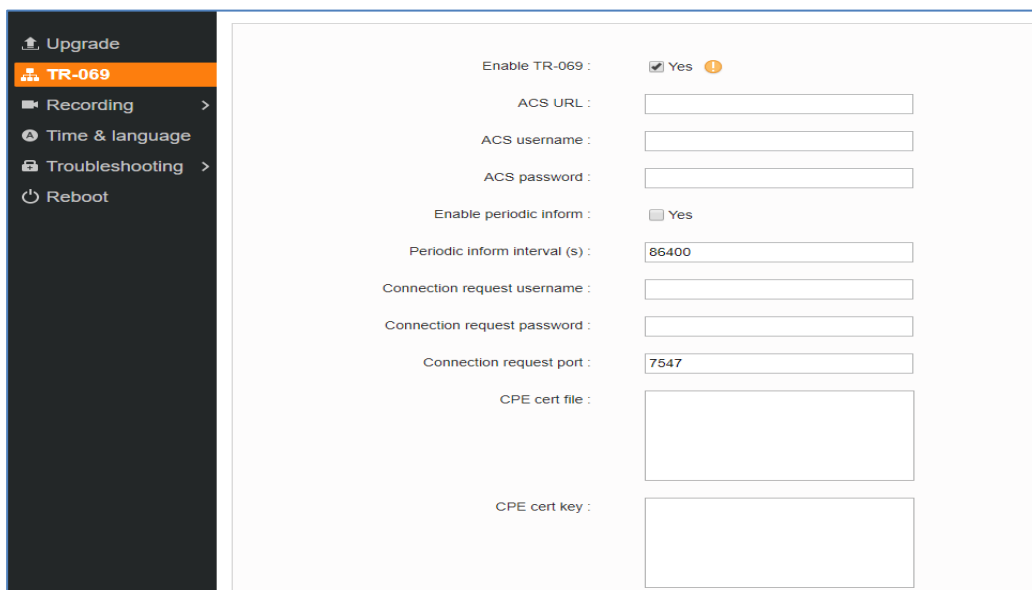 Upgrade
TR-069
Recording
Time & language
Troubleshooting
Reboot
Enable TR-069 : Yes
ACS URL :
ACS username :
ACS password :
Enable periodic inform : Yes
Periodic inform interval (s) : 86400
Connection request username :
Connection request password :
Connection request port : 7547
CPE cert file :
CPE cert key :